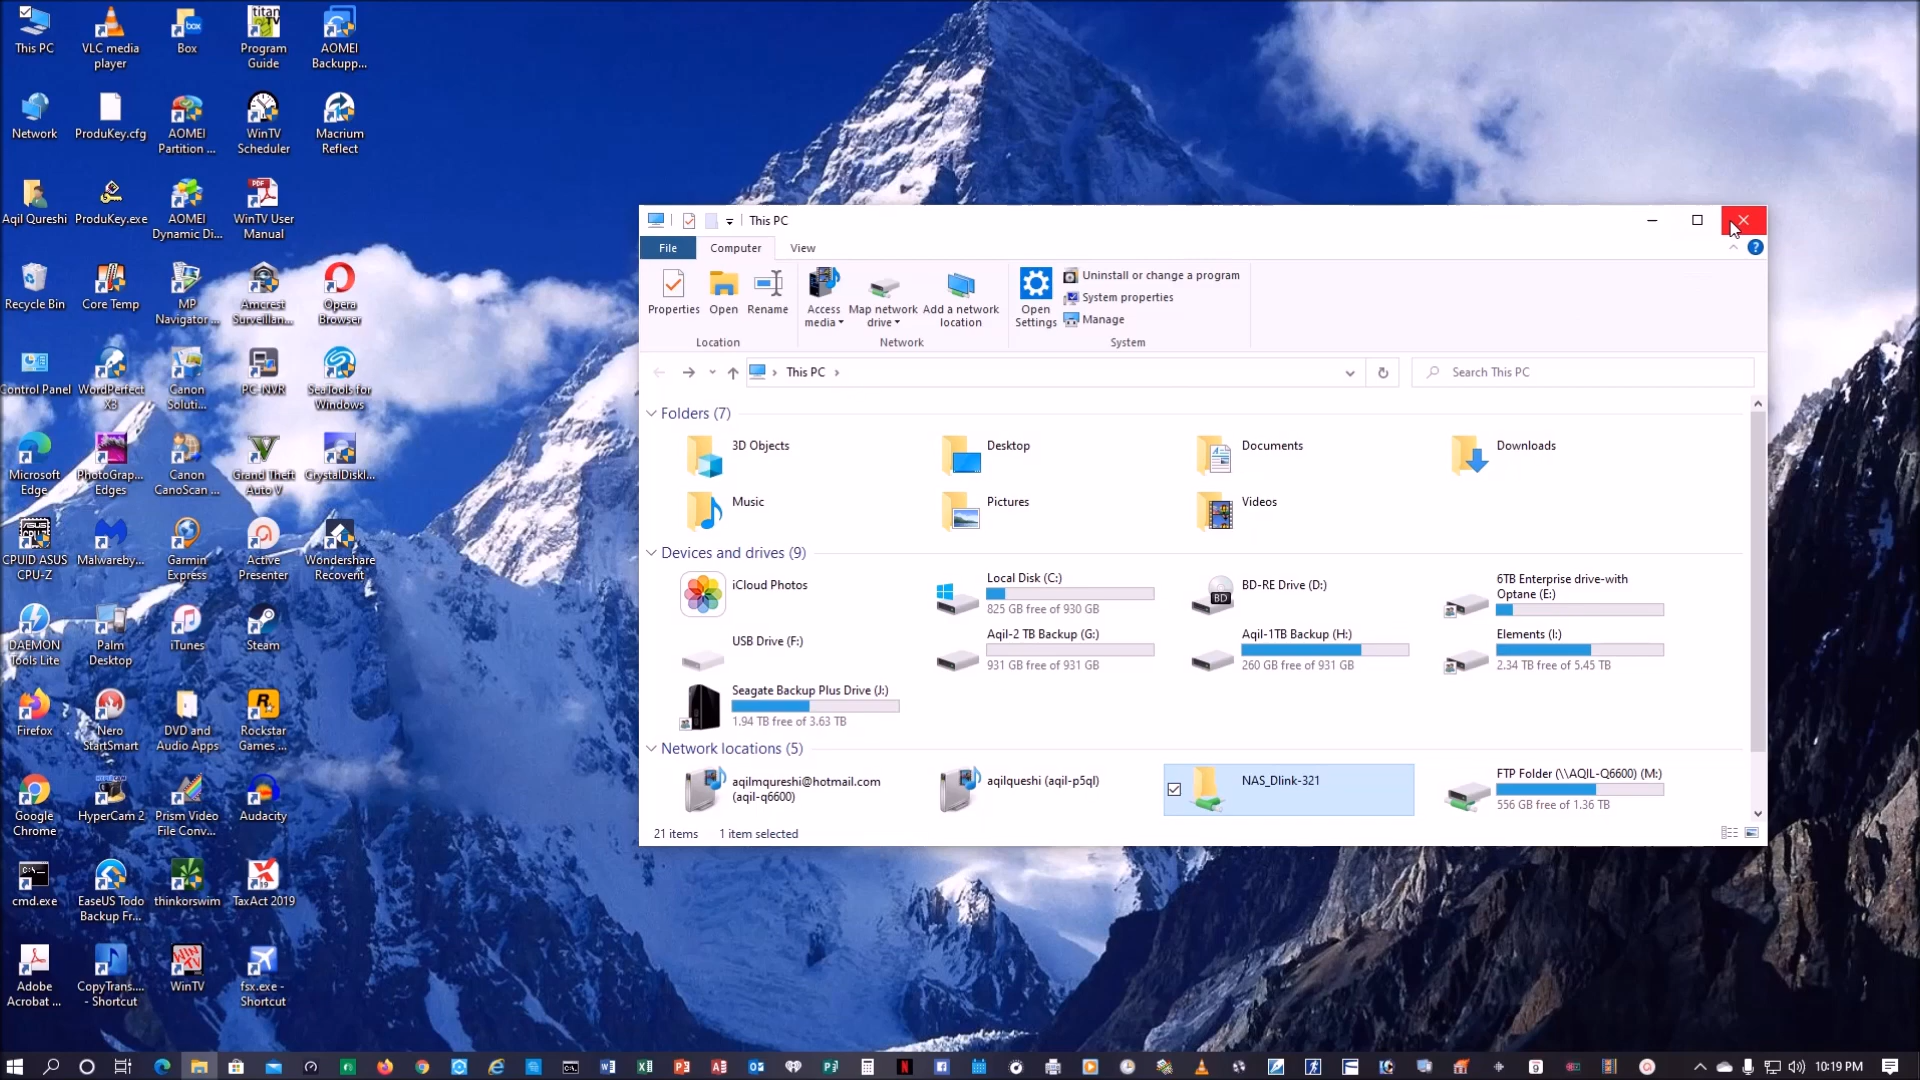 This PC
VLC media
player
Box
titan
TV
Program
Guide
AOMEI
Backupp...
Network
ProduKey.cfg
AOMEI
Partition ...
WinTV
Scheduler
Macrium
Reflect
Aqil Qureshi
ProduKey.exe
AOMEI
Dynamic Di...
WinTV User
Manual
Recycle Bin
Core Temp
MP
Navigator ...
Amcrest
Surveillan...
Opera
Browser
Control Panel
WordPerfect
X3
Canon
Soluti...
PC-NVR
SeaTools for
Windows
Microsoft
Edge
PhotoGrap...
Edges
Canon
CanoScan ...
Grand Theft
Auto V
CrystalDiskI...
CPUID ASUS
CPU-Z
Malwareby...
Garmin
Express
Active
Presenter
Wondershare
Recoverit
DAEMON
Tools Lite
Palm
Desktop
iTunes
Steam
Firefox
Nero
StartSmart
DVD and
Audio Apps
Rockstar
Games ...
Google
Chrome
HyperCam 2
Prism Video
File Conv...
Audacity
cmd.exe
EaseUS Todo
Backup Fr...
thinkorswim
TaxAct 2019
Adobe
Acrobat ...
CopyTrans....
- Shortcut
WinTV
fsx.exe -
Shortcut
This PC
File
Computer
View
Properties
Open
Rename
Access
media
Map network
drive
Add a network
location
Open
Settings
Uninstall or change a program
System properties
Manage
Location
Network
System
This PC
Search This PC
Folders (7)
3D Objects
Desktop
Documents
Downloads
Music
Pictures
Videos
Devices and drives (9)
iCloud Photos
Local Disk (C:)
825 GB free of 930 GB
BD
BD-RE Drive (D:)
6TB Enterprise drive-with
Optane (E:)
USB Drive (F:)
Aqil-2 TB Backup (G:)
931 GB free of 931 GB
Aqil-1TB Backup (H:)
260 GB free of 931 GB
Elements (I:)
2.34 TB free of 5.45 TB
Seagate Backup Plus Drive (J:)
1.94 TB free of 3.63 TB
Network locations (5)
aqilmqureshi@hotmail.com
(aqil-q6600)
aqilqueshi (aqil-p5ql)
NAS_Dlink-321
FTP Folder (\\AQIL-Q6600) (M:)
556 GB free of 1.36 TB
21 items
1 item selected
10:19 PM